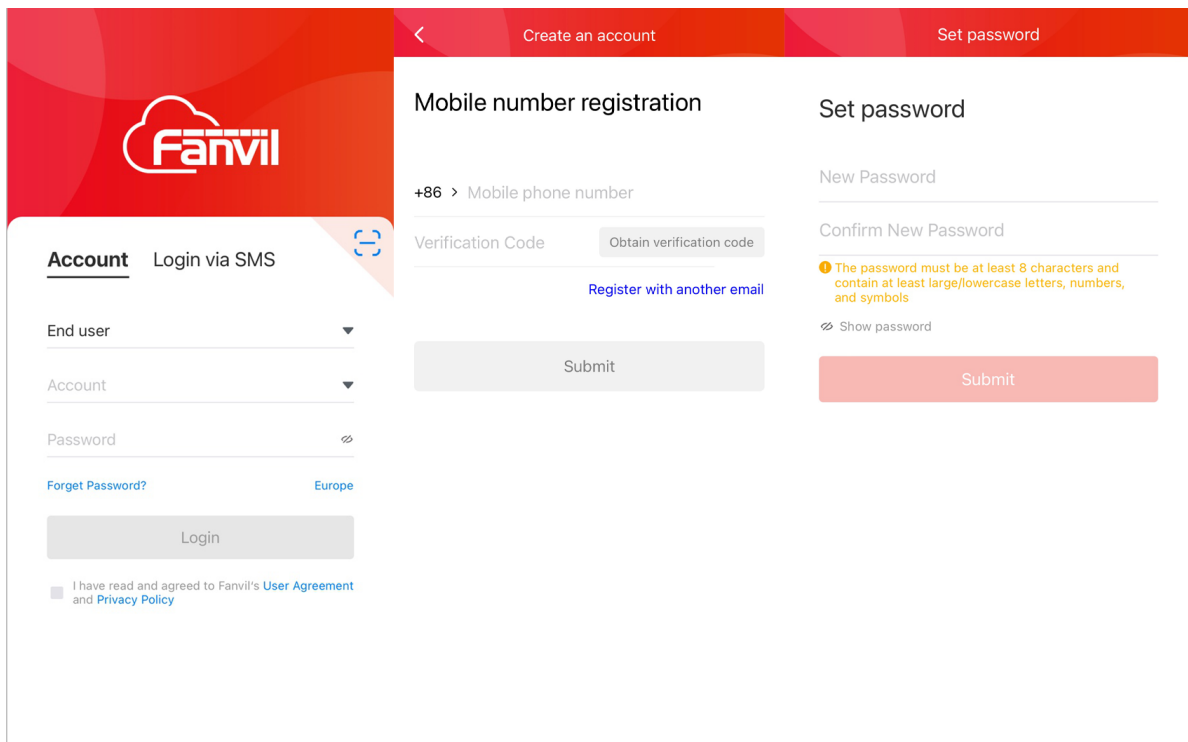 Fanvil
Account Login via SMS
End user
Account
Password
Forget Password? Europe
Login
I have read and agreed to Fanvil's User Agreement
and Privacy Policy
Create an account
Mobile number registration
+86 > Mobile phone number
Verification Code Obtain verification code
Register with another email
Submit
Set password
Set password
New Password
Confirm New Password
The password must be at least 8 characters and
contain at least large/lowercase letters, numbers,
and symbols
Show password
Submit